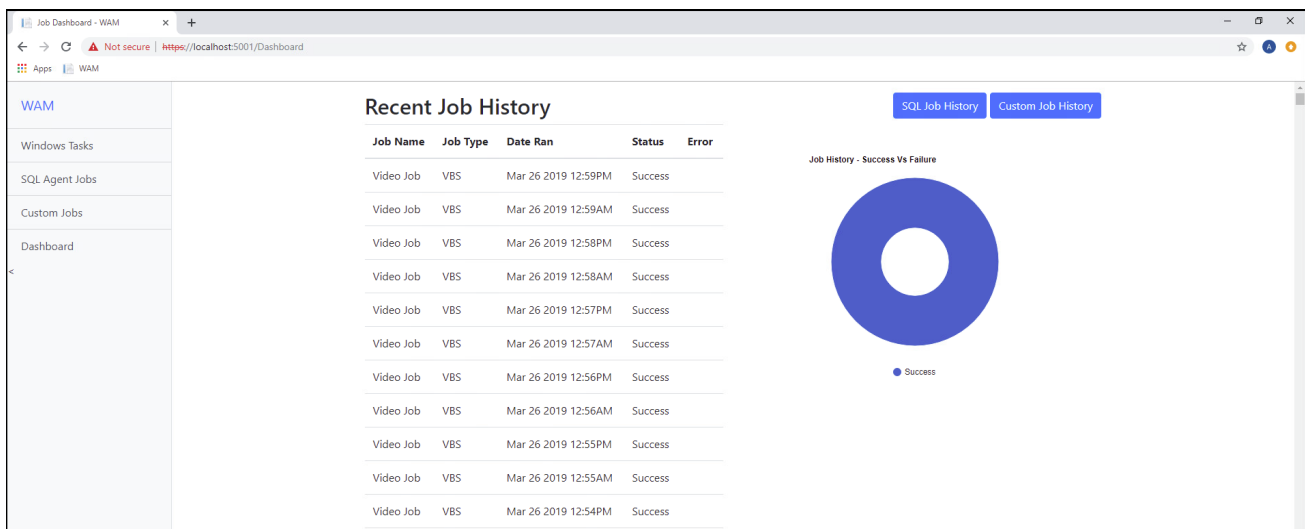 Job Dashboard - WAM
Not secure | https://localhost:5001/Dashboard
A
Apps WAM
WAM
Windows Tasks
SQL Agent Jobs
Custom Jobs
Dashboard
<
Recent Job History
SQL Job History Custom Job History
Job Name Job Type Date Ran Status Error
Video Job VBS Mar 26 2019 12:59PM Success
Video Job VBS Mar 26 2019 12:59AM Success
Video Job VBS Mar 26 2019 12:58PM Success
Video Job VBS Mar 26 2019 12:58AM Success
Video Job VBS Mar 26 2019 12:57PM Success
Video Job VBS Mar 26 2019 12:57AM Success
Video Job VBS Mar 26 2019 12:56PM Success
Video Job VBS Mar 26 2019 12:56AM Success
Video Job VBS Mar 26 2019 12:55PM Success
Video Job VBS Mar 26 2019 12:55AM Success
Video Job VBS Mar 26 2019 12:54PM Success
Job History - Success Vs Failure
Success